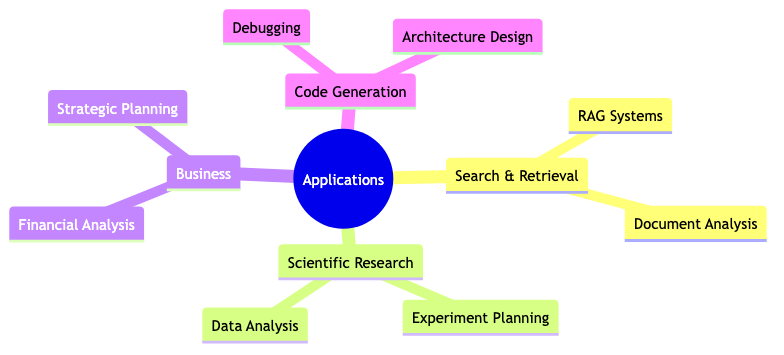 Debugging
Architecture Design
Code Generation
Strategic Planning
RAG Systems
Business
Applications
Search & Retrieval
Financial Analysis
Document Analysis
Scientific Research
Data Analysis
Experiment Planning